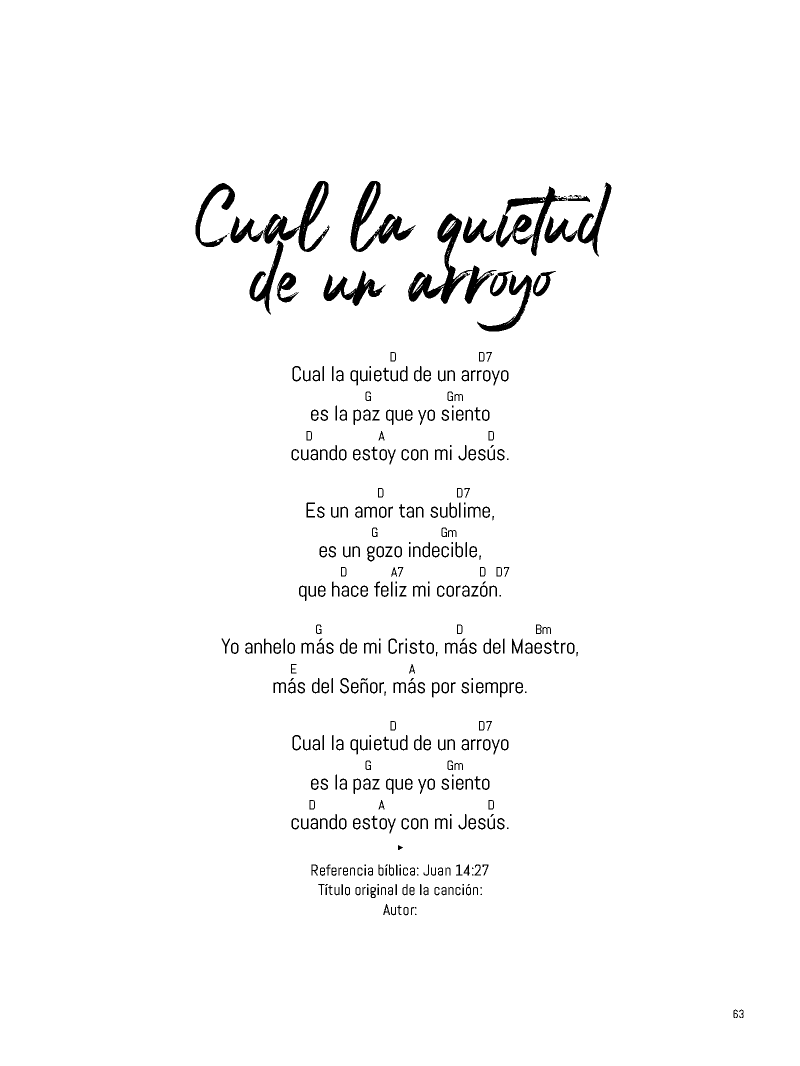 Cual la quietud
de un arroyo
D D7
Cual la quietud de un arroyo
G Gm
es la paz que yo siento
D A D
cuando estoy con mi Jesús.
D D7
Es un amor tan sublime,
G Gm
es un gozo indecible,
D A7 D D7
que hace feliz mi corazón.
G D Bm
Yo anhelo más de mi Cristo, más del Maestro,
E A
más del Señor, más por siempre.
D D7
Cual la quietud de un arroyo
G Gm
es la paz que yo siento
D A D
cuando estoy con mi Jesús.
Referencia bíblica: Juan 14:27
Título original de la canción:
Autor:
63